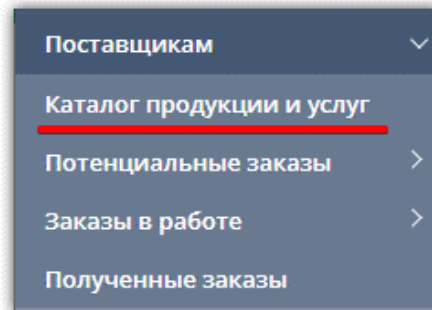 Поставщикам
Каталог продукции и услуг
Потенциальные заказы
Заказы в работе
Полученные заказы